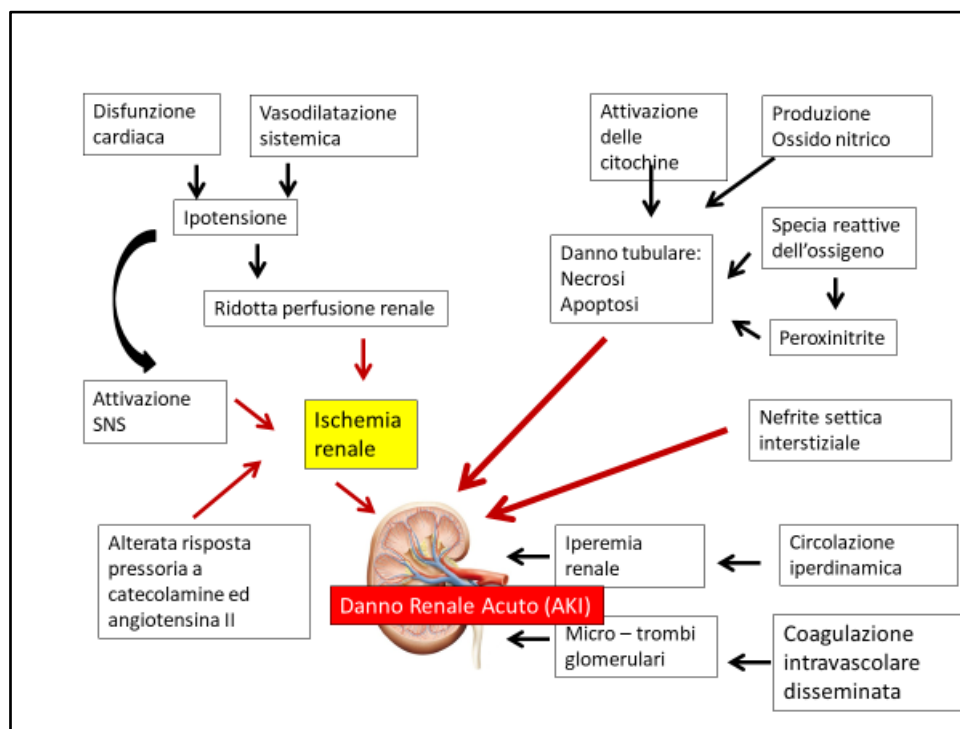 Disfunzione
cardiaca
Vasodilatazione
sistemica
Attivazione
delle
citochine
Produzione
Ossido nitrico
Ipotensione
Specia reattive
dell'ossigeno
Danno tubulare:
Necrosi
Apoptosi
Ridotta perfusione renale
Peroxinitrite
Attivazione
SNS
Ischemia
renale
Nefrite settica
interstiziale
Alterata risposta
pressoria a
catecolamine ed
angiotensina II
Iperemia
renale
Circolazione
iperdinamica
Danno Renale Acuto (AKI)
Micro – trombi
glomerulari
Coagulazione
intravascolare
disseminata